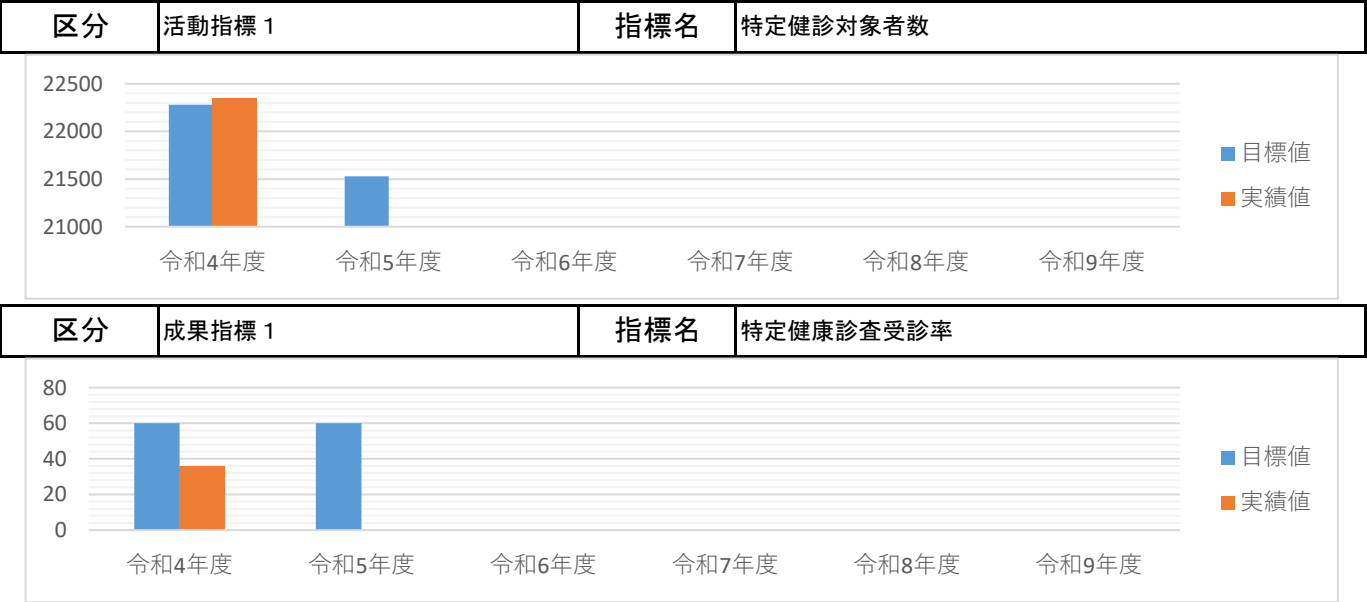 区分 活動指標１ 指標名 特定健診対象者数
22500
22000
21500
21000
目標値
実績値
令和4年度 令和5年度 令和6年度 令和7年度 令和8年度 令和9年度
区分 成果指標１ 指標名 特定健康診査受診率
80
60
40
20
0
目標値
実績値
令和4年度 令和5年度 令和6年度 令和7年度 令和8年度 令和9年度